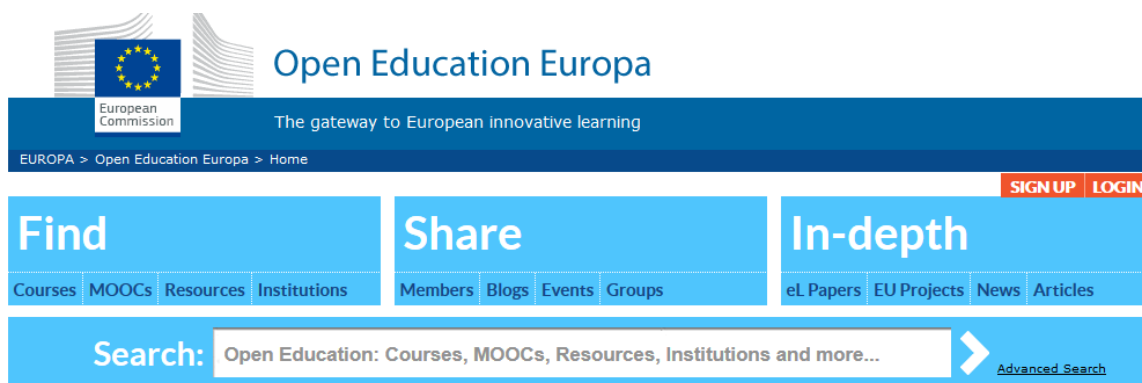 Open Education Europa
European
Commission
The gateway to European innovative learning
EUROPA > Open Education Europa > Home
SIGN UP LOGIN
Find Share In-depth
Courses MOOCs Resources Institutions Members Blogs Events Groups eL Papers EU Projects News Articles
Search: Open Education: Courses, MOOCs, Resources, Institutions and more...
Advanced Search